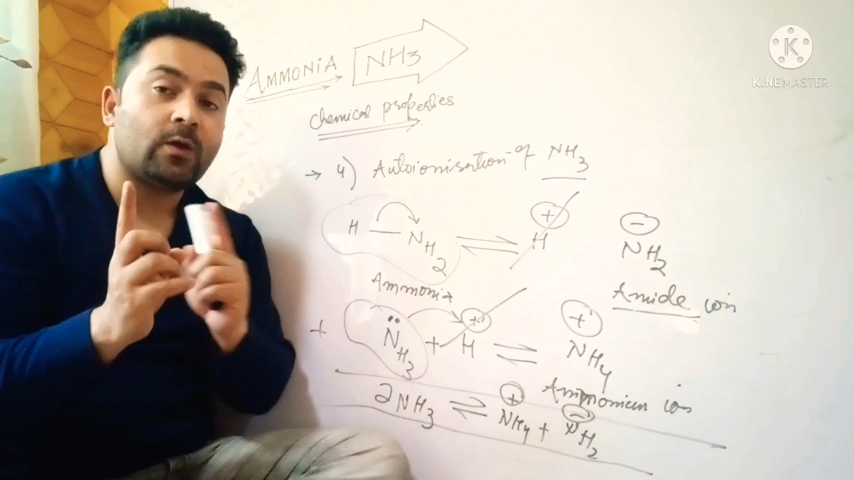 AMMONIA NH3
K
KINEMASTER
chemical properties
→ 4) Autoionisation of NH3
H — NH2 ⇌ H⊕ NH2⊖
Ammonia
Amide ion
+ N̈H3 + H⊕ ⇌ NH4⊕
Ammonium ion
2NH3 ⇌ NH4⊕ + NH2⊖